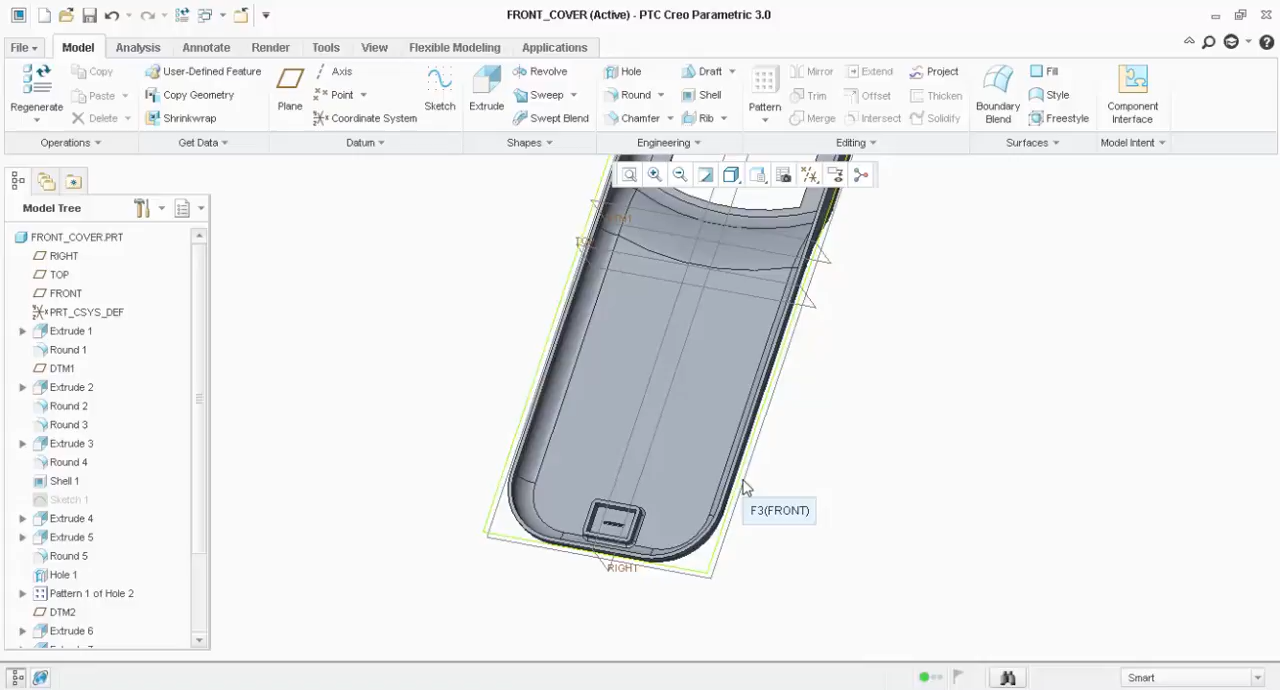 FRONT_COVER (Active) - PTC Creo Parametric 3.0
File Model Analysis Annotate Render Tools View Flexible Modeling Applications
Regenerate Copy Paste Delete User-Defined Feature Copy Geometry Shrinkwrap Plane Axis Point Coordinate System Sketch Extrude Revolve Sweep Swept Blend Hole Round Chamfer Draft Shell Rib Pattern Mirror Trim Merge Extend Offset Intersect Project Thicken Solidify Boundary Blend Fill Style Freestyle Component Interface
Operations Get Data Datum Shapes Engineering Editing Surfaces Model Intent
Model Tree
FRONT_COVER.PRT
RIGHT
TOP
FRONT
PRT_CSYS_DEF
Extrude 1
Round 1
DTM1
Extrude 2
Round 2
Round 3
Extrude 3
Round 4
Shell 1
Sketch 1
Extrude 4
Extrude 5
Round 5
Hole 1
Pattern 1 of Hole 2
DTM2
Extrude 6
F3(FRONT)
RIGHT
Smart